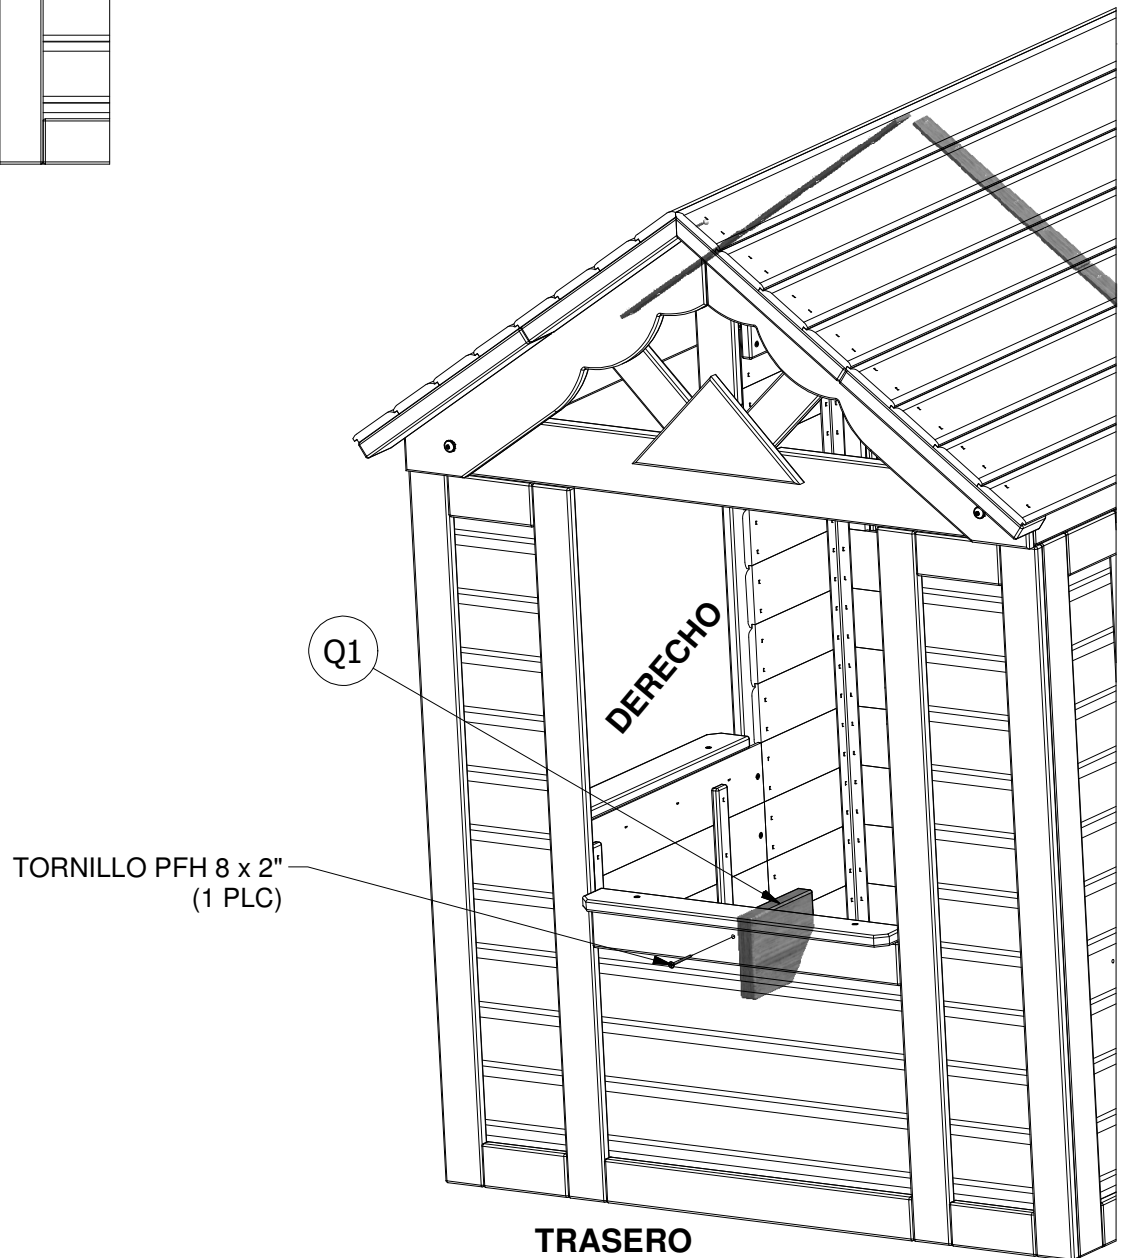 Q1
DERECHO
TORNILLO PFH 8 x 2"
(1 PLC)
TRASERO